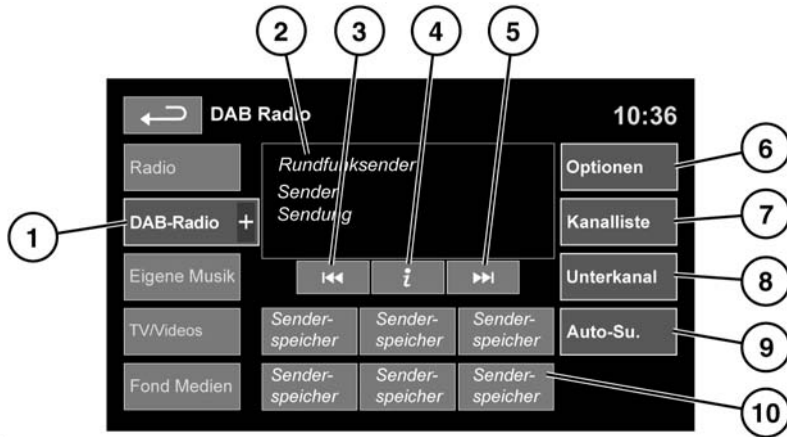 2
3
4
5
DAB Radio
10:36
Radio
Rundfunksender
Sender
Sendung
Optionen
6
1
DAB-Radio +
Kanalliste
7
Eigene Musik
i
Unterkanal
8
TV/Videos
Sender-
speicher
Sender-
speicher
Sender-
speicher
Auto-Su.
9
Fond Medien
Sender-
speicher
Sender-
speicher
Sender-
speicher
10